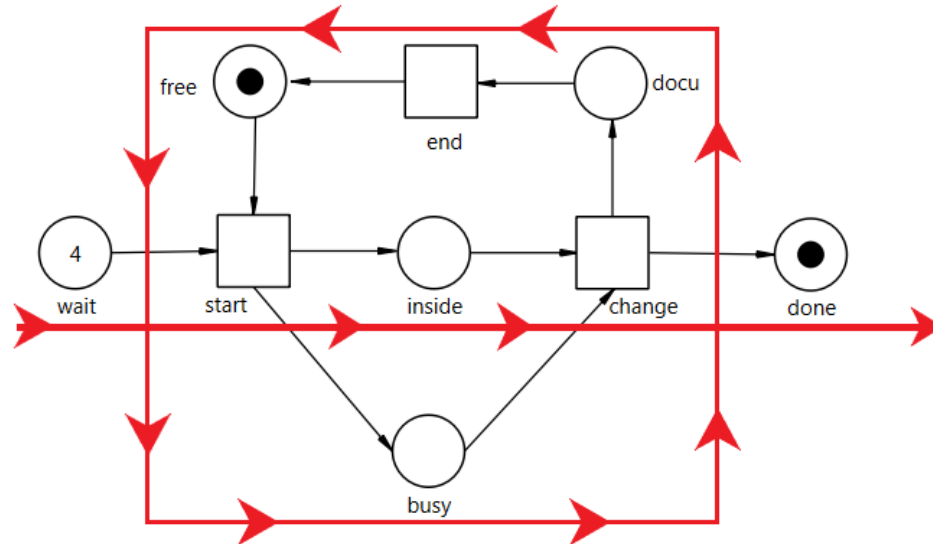 free
docu
end
4
wait
start
inside
change
done
busy